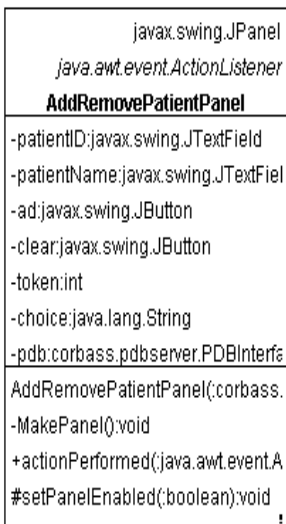 javax.swing.JPanel
java.awt.event.ActionListener
AddRemovePatientPanel
-patientID:javax.swing.JTextField
-patientName:javax.swing.JTextFiel
-ad:javax.swing.JButton
-clear:javax.swing.JButton
-token:int
-choice:java.lang.String
-pdb:corbass.pdbserver.PDBInterfa
AddRemovePatientPanel(:corbass.
-MakePanel():void
+actionPerformed(:java.awt.event.A
#setPanelEnabled(:boolean):void